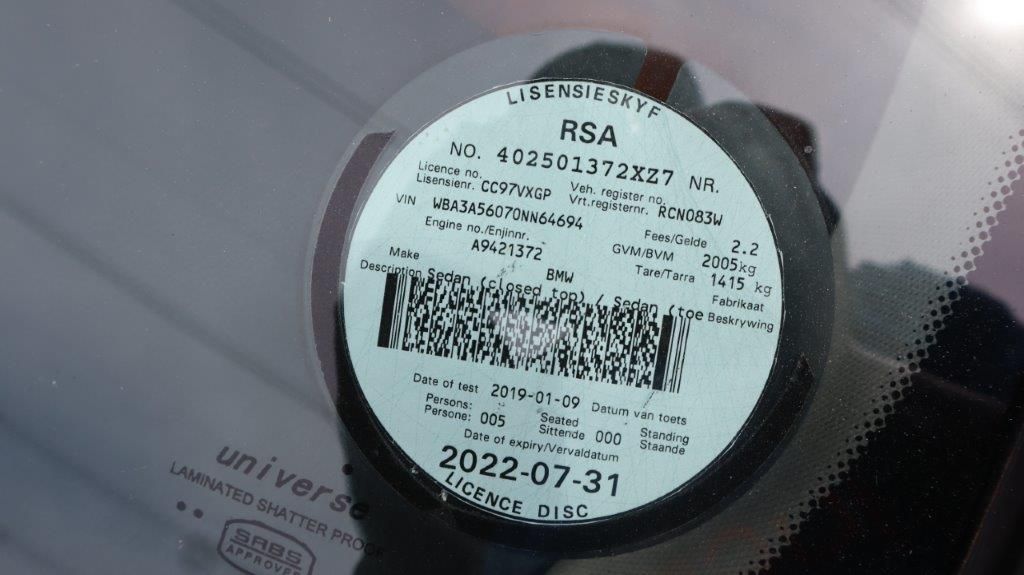 LISENSIESKYF
RSA
NO. 402501372XZ7 NR.
Licence no. Veh. register no.
Lisensienr. CC97VXGP Vrt.registernr. RCN083W
VIN WBA3A56070NN64694 Fees/Gelde 2.2
Engine no./Enjinnr. GVM/BVM 2005kg
A9421372 Tare/Tarra 1415 kg
Make BMW Fabrikaat
Description Sedan (closed top) / Sedan (toe Beskrywing
Date of test 2019-01-09 Datum van toets
Persons: Seated Standing
Persone: 005 Sittende 000 Staande
Date of expiry/Vervaldatum
2022-07-31
LICENCE DISC
universe
LAMINATED SHATTER PROOF
SABS
APPROVED